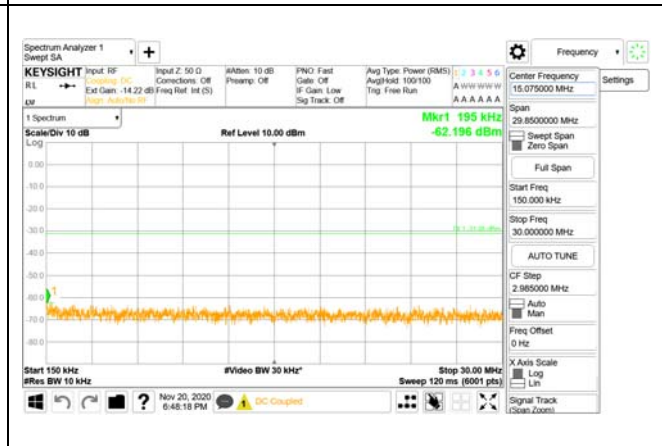 Spectrum Analyzer 1
Swept SA
Frequency
KEYSIGHT
RL
Input: RF
Coupling: DC
Ext Gain: -14.22 dB
Align: Auto/No RF
Input Z: 50 Ω
Corrections: Off
Freq Ref: Int (S)
#Atten: 10 dB
Preamp: Off
PNO: Fast
Gate: Off
IF Gain: Low
Sig Track: Off
Avg Type: Power (RMS)
Avg|Hold: 100/100
Trig: Free Run
1 2 3 4 5 6
A W W W W W
A A A A A A
Center Frequency
15.075000 MHz
Settings
Span
29.8500000 MHz
Swept Span
Zero Span
Full Span
Start Freq
150.000 kHz
Stop Freq
30.000000 MHz
AUTO TUNE
CF Step
2.985000 MHz
Auto
Man
Freq Offset
0 Hz
X Axis Scale
Log
Lin
Signal Track
(Span Zoom)
1 Spectrum
Mkr1 195 kHz
-62.196 dBm
Scale/Div 10 dB
Ref Level 10.00 dBm
Log
0.00
-10.0
-20.0
-30.0
-40.0
-50.0
-60.0
-70.0
-80.0
1
Start 150 kHz
#Video BW 30 kHz*
Stop 30.00 MHz
#Res BW 10 kHz
Sweep 120 ms (6001 pts)
?
Nov 20, 2020
6:48:18 PM
DC Coupled